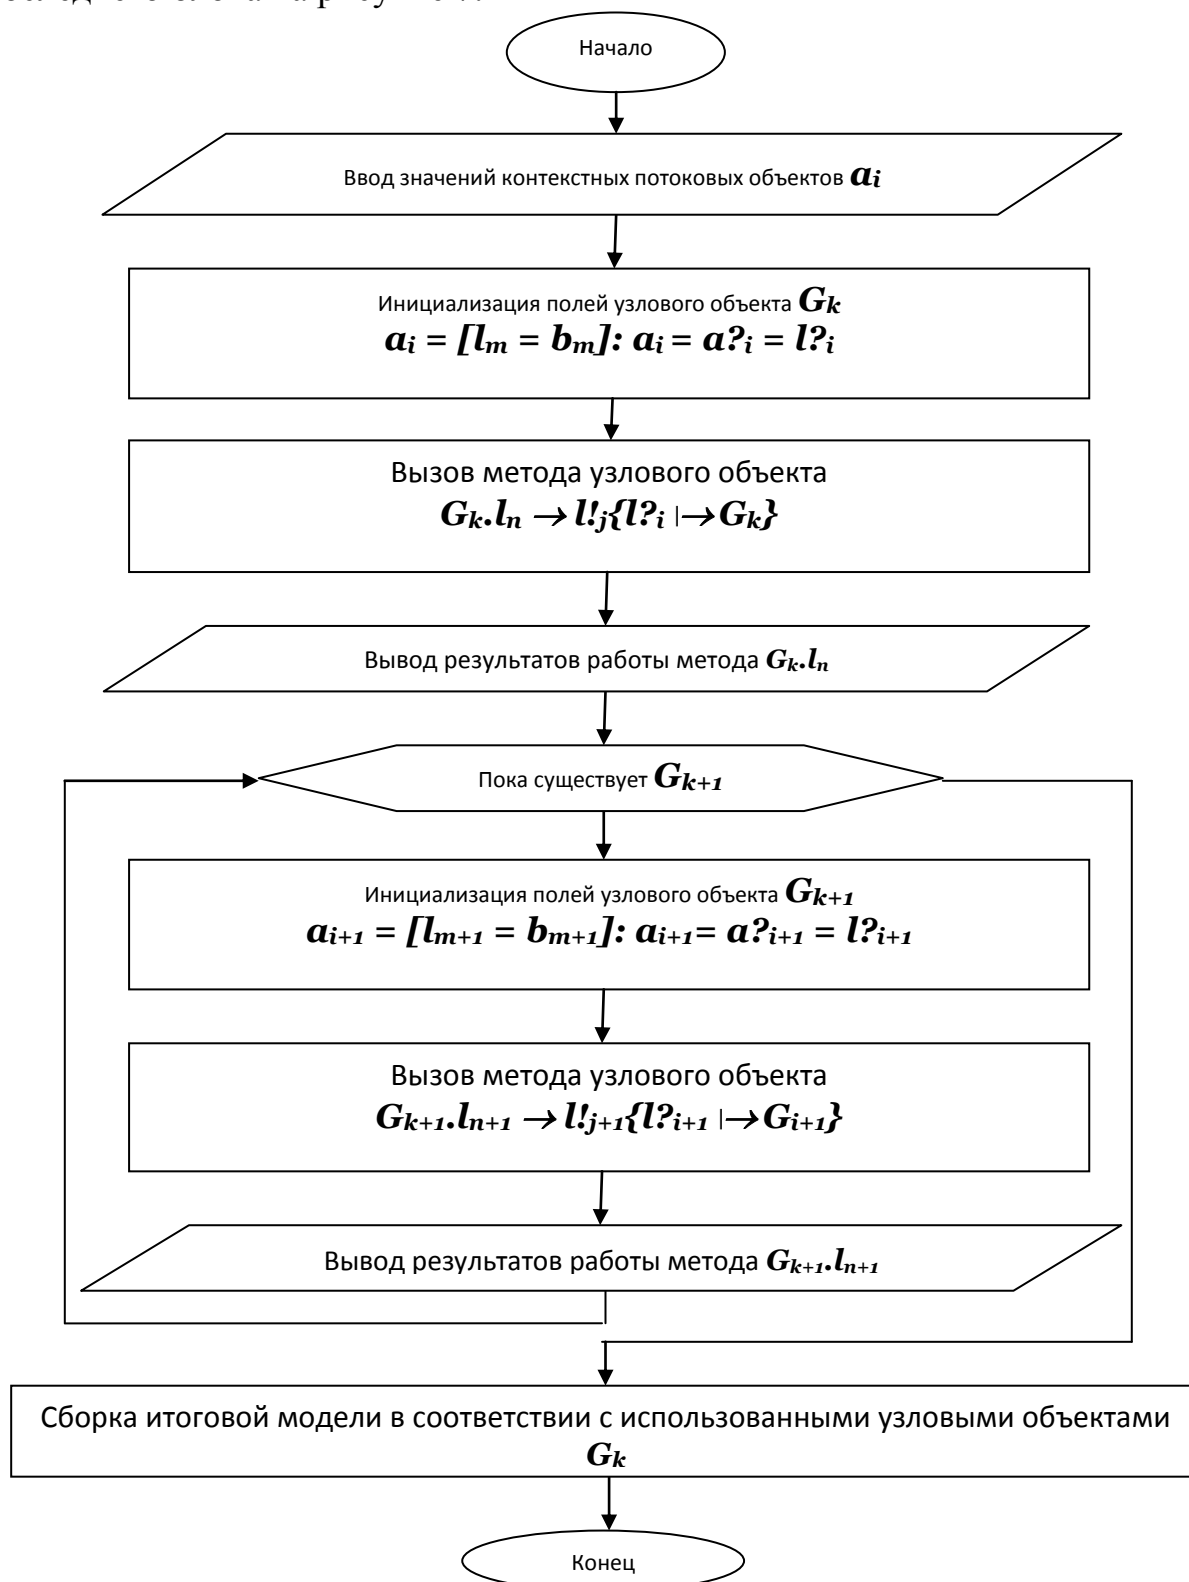 Начало
Ввод значений контекстных потоковых объектов aᵢ
Инициализация полей узлового объекта Gₖ
aᵢ = [lₘ = bₘ]: aᵢ = a?ᵢ = l?ᵢ
Вызов метода узлового объекта
Gₖ.lₙ → l!ⱼ{l?ᵢ |→ Gₖ}
Вывод результатов работы метода Gₖ.lₙ
Пока существует Gₖ₊₁
Инициализация полей узлового объекта Gₖ₊₁
aᵢ₊₁ = [lₘ₊₁ = bₘ₊₁]: aᵢ₊₁= a?ᵢ₊₁ = l?ᵢ₊₁
Вызов метода узлового объекта
Gₖ₊₁.lₙ₊₁ → l!ⱼ₊₁{l?ᵢ₊₁ |→ Gᵢ₊₁}
Вывод результатов работы метода Gₖ₊₁.lₙ₊₁
Сборка итоговой модели в соответствии с использованными узловыми объектами
Gₖ
Конец